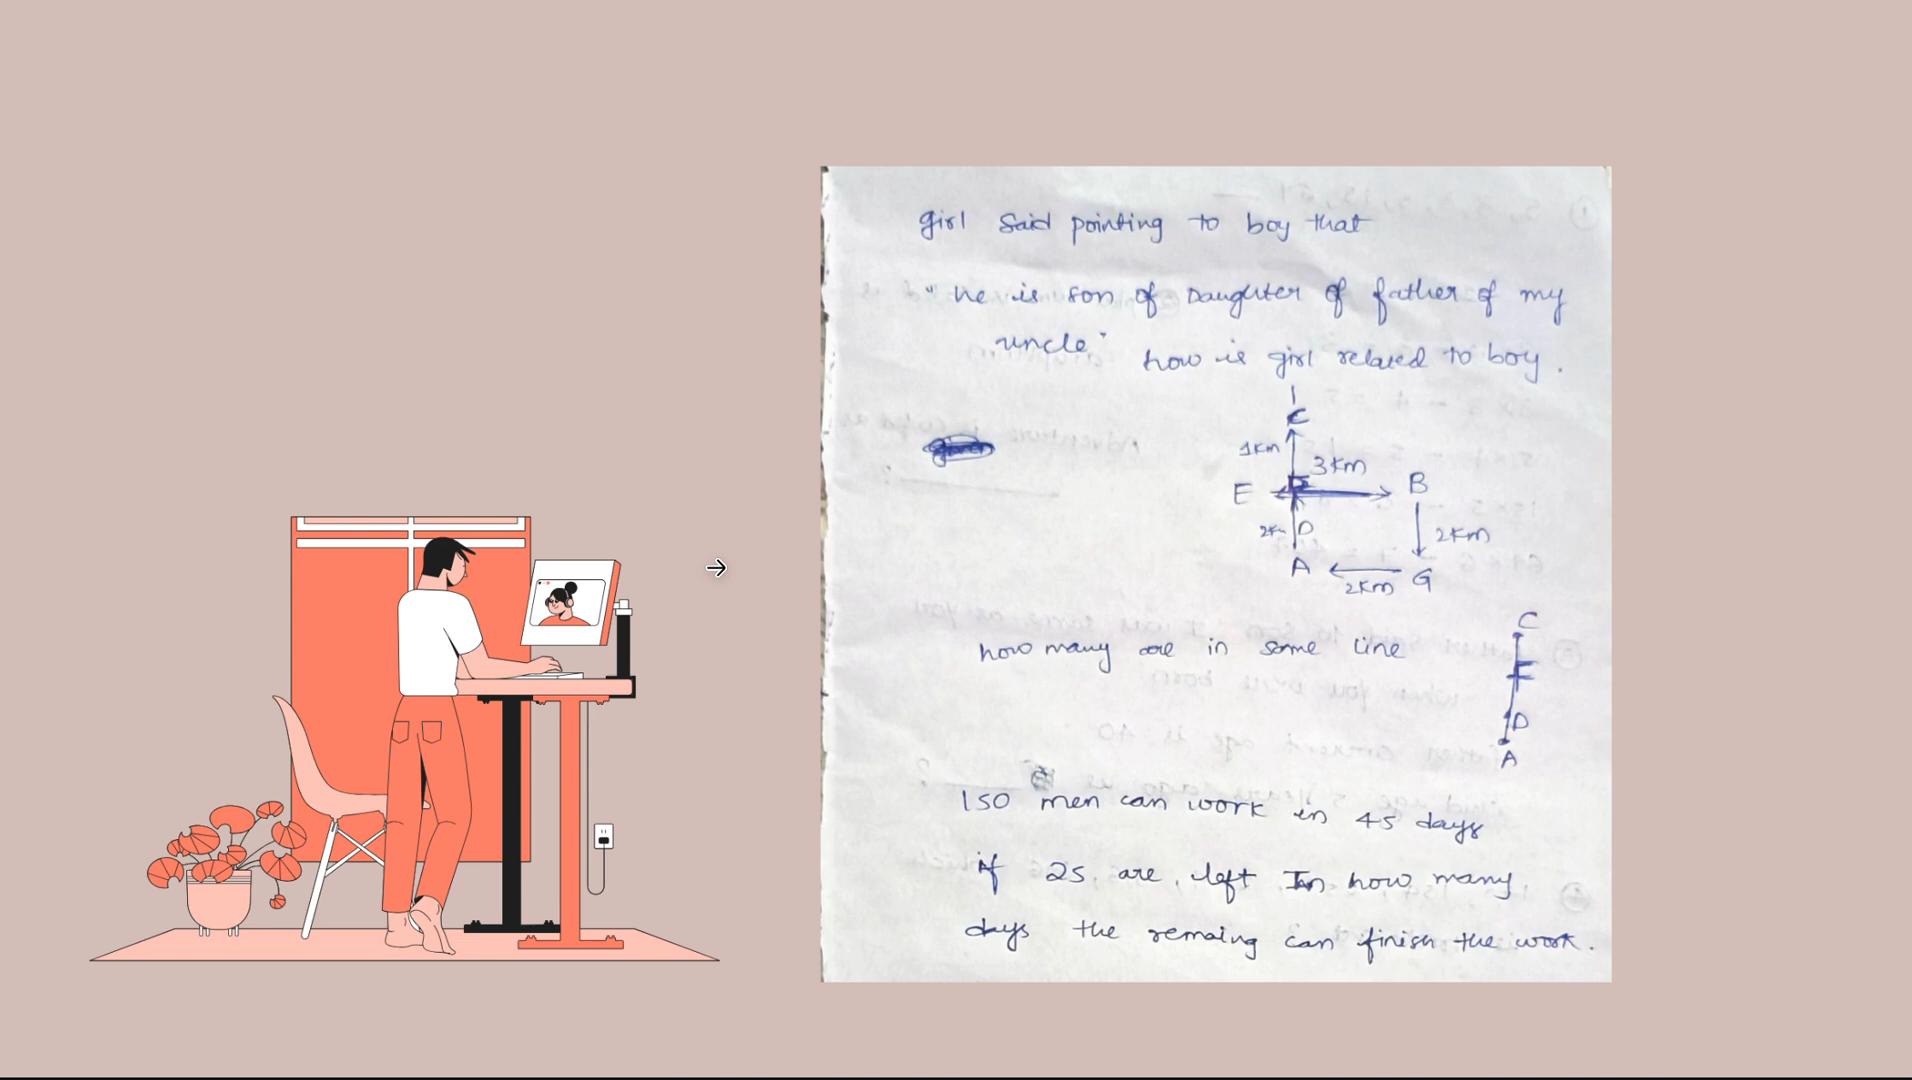 girl said pointing to boy that
"he is son of Daughter of father of my
uncle" how is girl related to boy.
C
1km
3km
E
B
2km D
2km
A
2km
G
how many are in same line
C
F
D
A
150 men can work in 45 days
if 25 are left In how many
days the remaing can finish the work.